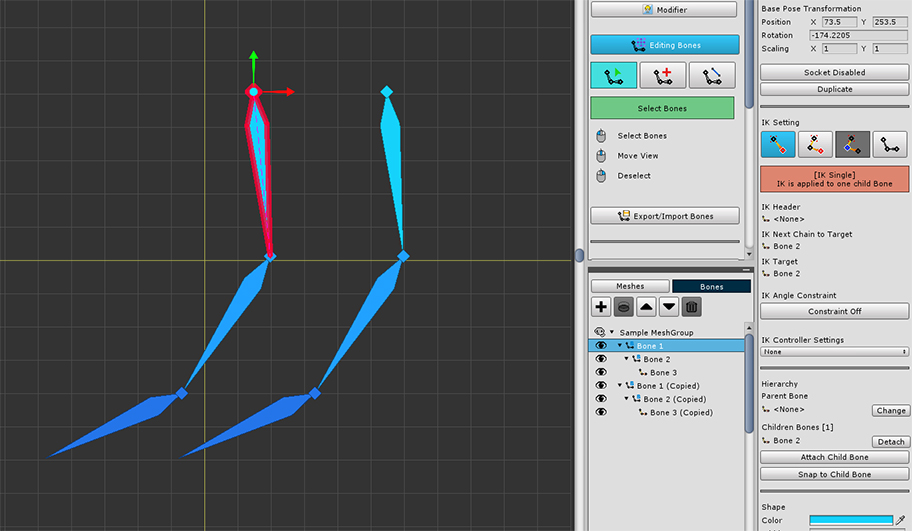 Modifier
Editing Bones
Select Bones
Select Bones
Move View
Deselect
Export/Import Bones
Meshes
Bones
Sample MeshGroup
Bone 1
Bone 2
Bone 3
Bone 1 (Copied)
Bone 2 (Copied)
Bone 3 (Copied)
Base Pose Transformation
Position X 73.5 Y 253.5
Rotation -174.2205
Scaling X 1 Y 1
Socket Disabled
Duplicate
IK Setting
[IK Single]
IK is applied to one child Bone
IK Header
<None>
IK Next Chain to Target
Bone 2
IK Target
Bone 2
IK Angle Constraint
Constraint Off
IK Controller Settings
None
Hierarchy
Parent Bone
<None> Change
Children Bones [1]
Bone 2 Detach
Attach Child Bone
Snap to Child Bone
Shape
Color